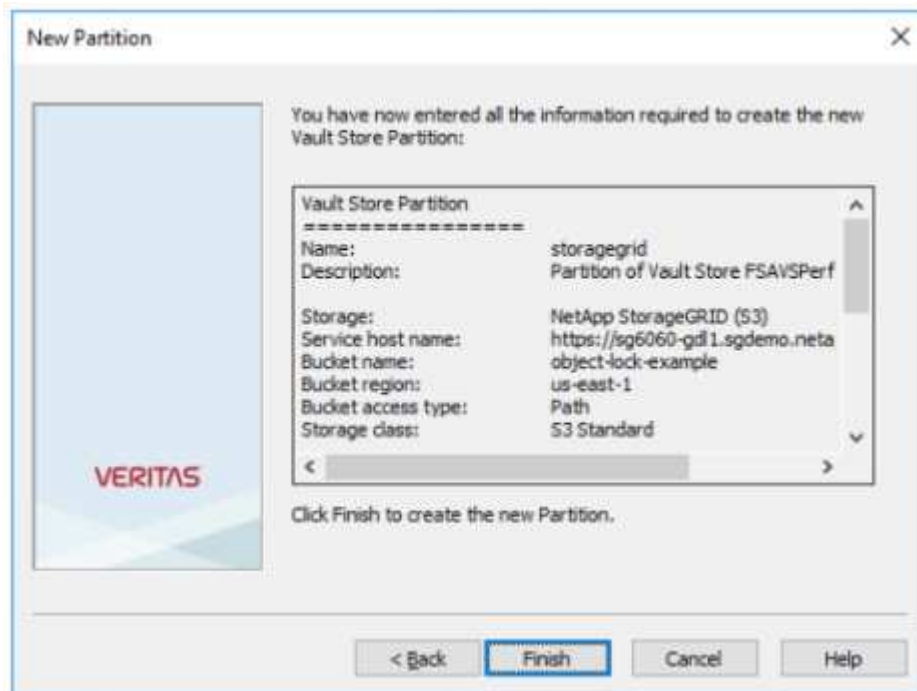 New Partition
You have now entered all the information required to create the new
Vault Store Partition:
Vault Store Partition
=================
Name: storagegrid
Description: Partition of Vault Store FSAVSPerf
Storage: NetApp StorageGRID (S3)
Service host name: https://sg6060-gdl1.sgdemo.neta
Bucket name: object-lock-example
Bucket region: us-east-1
Bucket access type: Path
Storage class: S3 Standard
VERITAS
Click Finish to create the new Partition.
< Back Finish Cancel Help